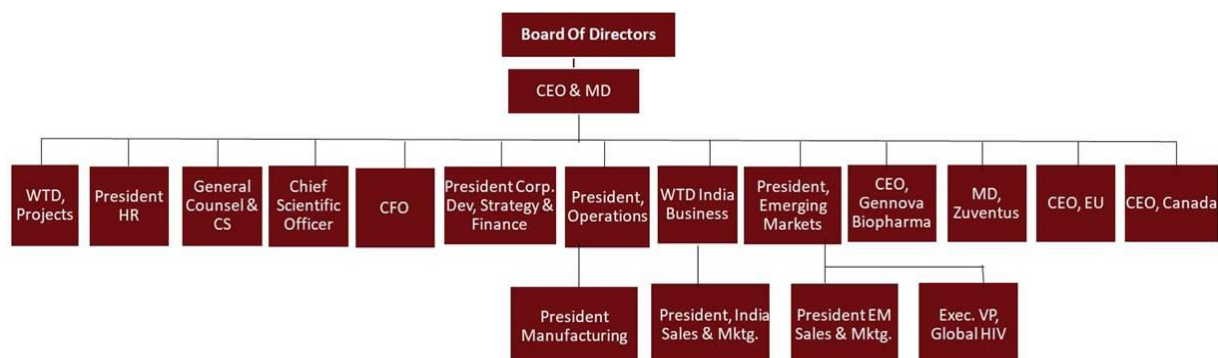 Board Of Directors
CEO & MD
WTD,
Projects
President
HR
General
Counsel &
CS
Chief
Scientific
Officer
CFO
President Corp.
Dev, Strategy &
Finance
President,
Operations
WTD India
Business
President,
Emerging
Markets
CEO,
Gennova
Biopharma
MD,
Zuventus
CEO, EU
CEO, Canada
President
Manufacturing
President, India
Sales & Mktg.
President EM
Sales & Mktg.
Exec. VP,
Global HIV